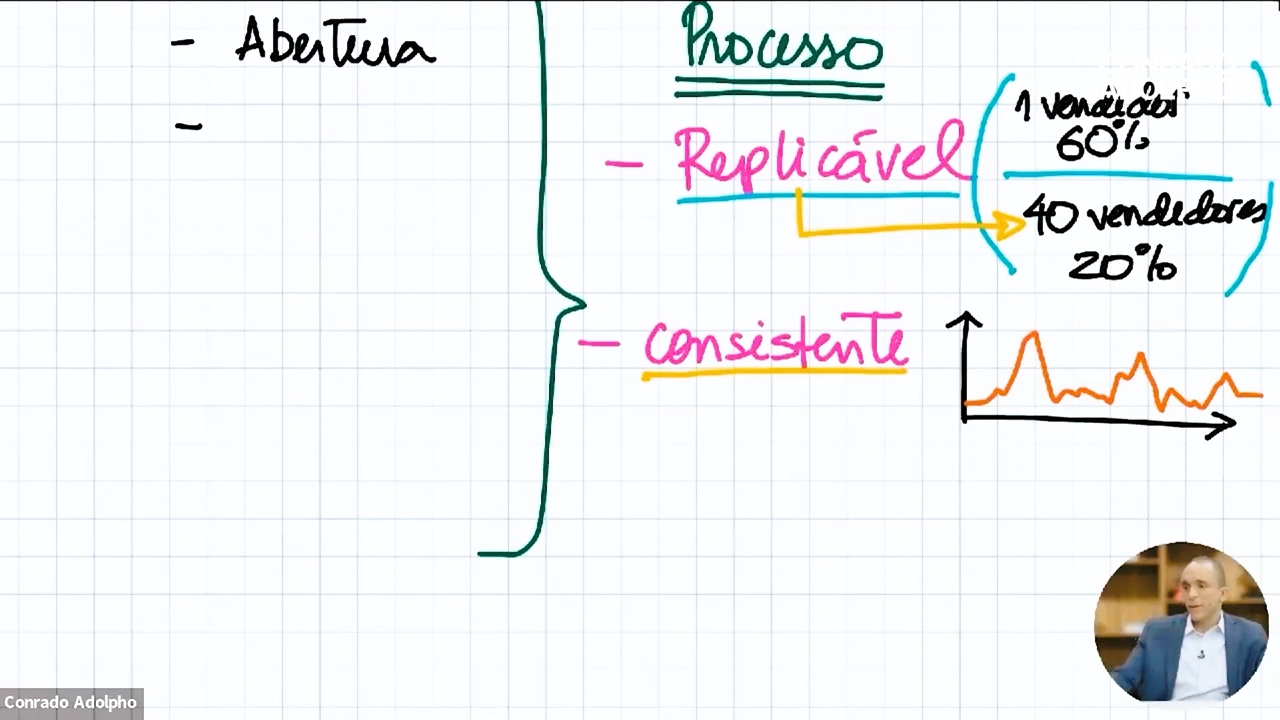 - Abertura
-
Processo
- Replicável
1 vendedor
60%
40 vendedores
20%
- consistente
Conrado Adolpho